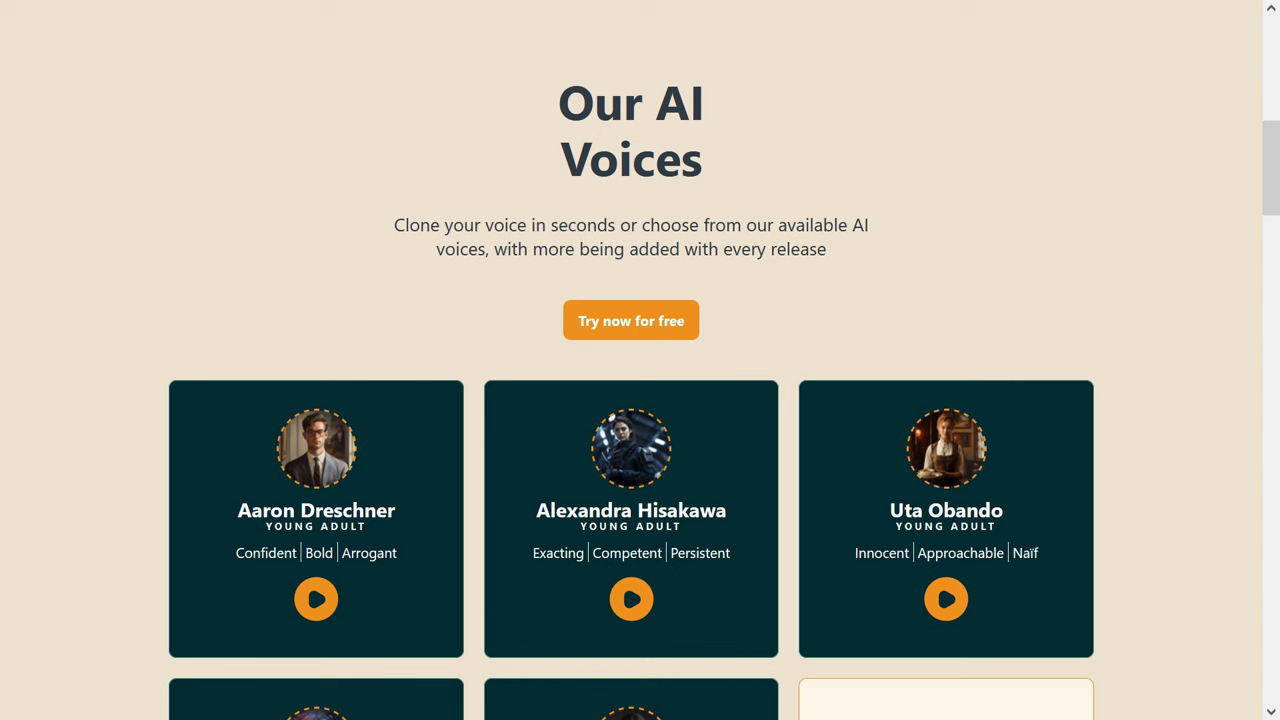 Our AI
Voices
Clone your voice in seconds or choose from our available AI
voices, with more being added with every release
Try now for free
Aaron Dreschner
YOUNG ADULT
Confident | Bold | Arrogant
Alexandra Hisakawa
YOUNG ADULT
Exacting | Competent | Persistent
Uta Obando
YOUNG ADULT
Innocent | Approachable | Naïf